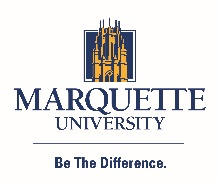 MARQUETTE
UNIVERSITY
Be The Difference.